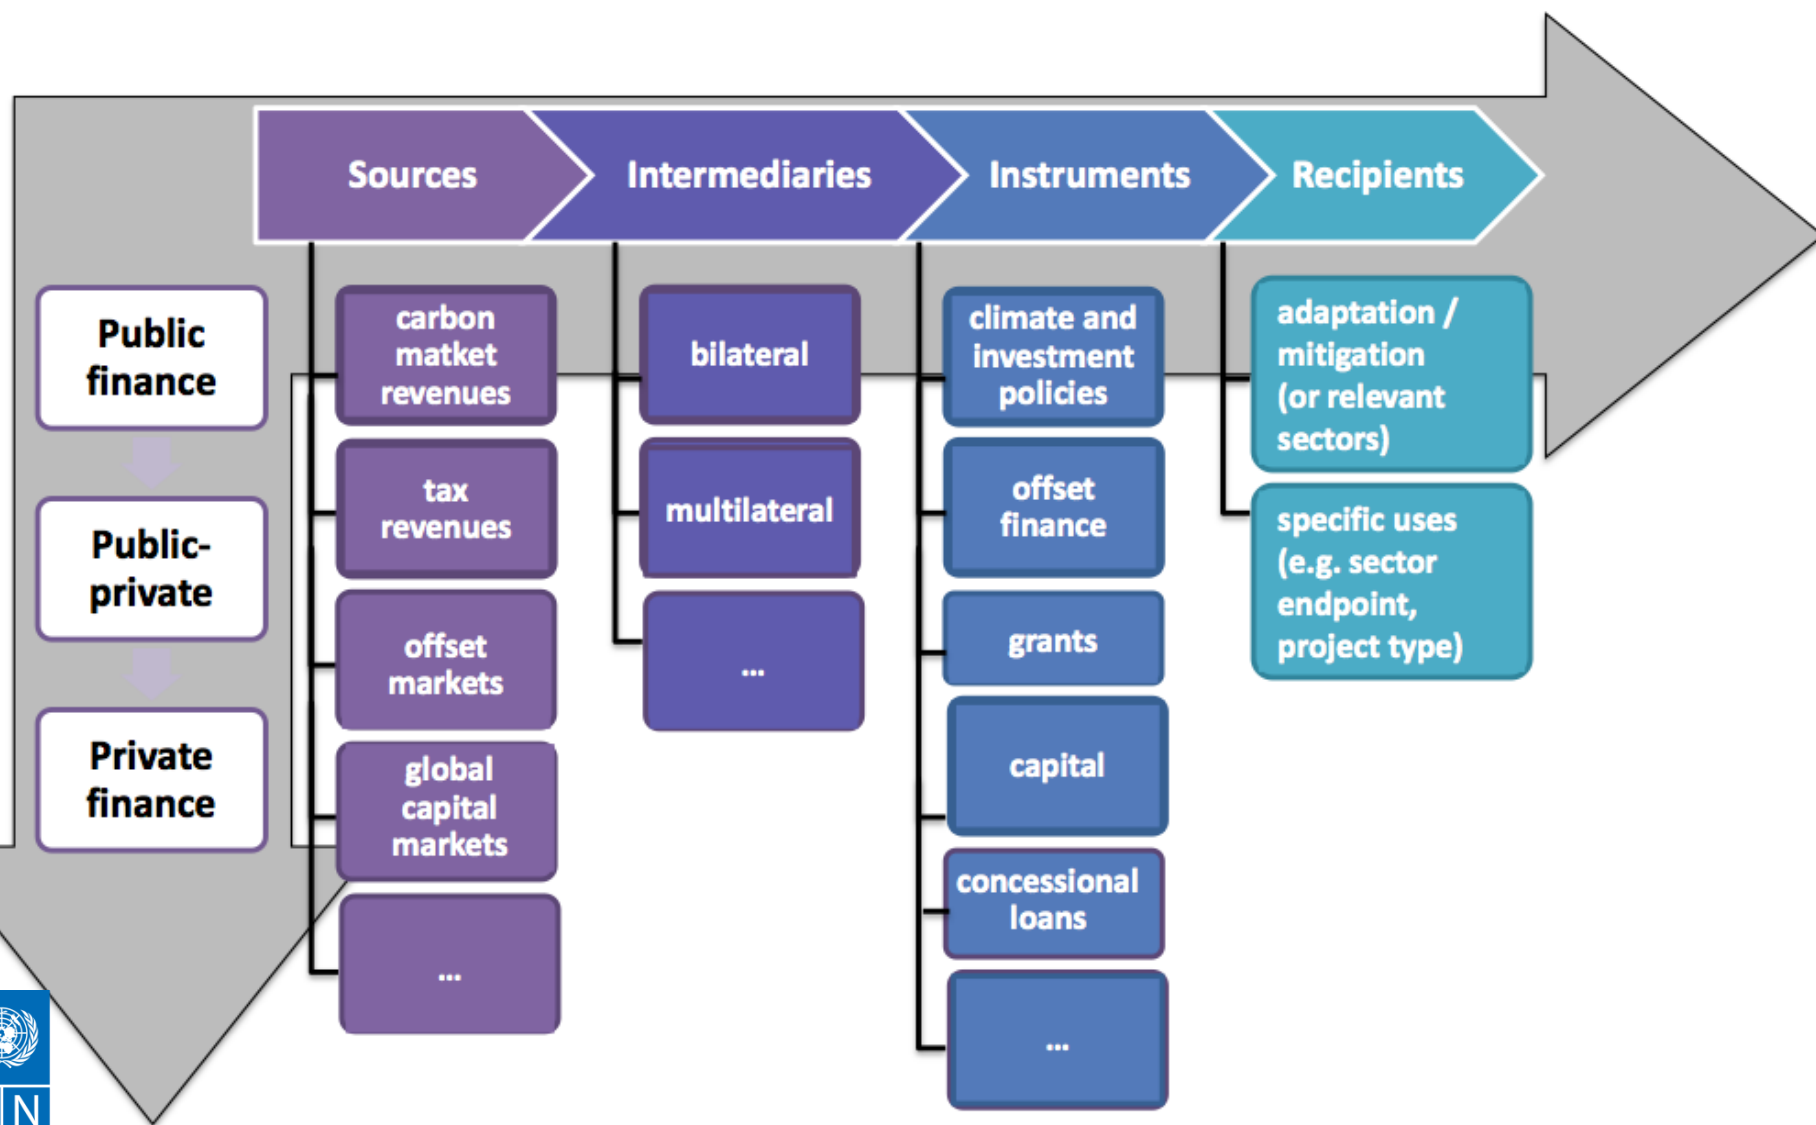 Sources
Intermediaries
Instruments
Recipients
Public
finance
Public-
private
Private
finance
carbon
matket
revenues
tax
revenues
offset
markets
global
capital
markets
...
bilateral
multilateral
...
climate and
investment
policies
offset
finance
grants
capital
concessional
loans
...
adaptation /
mitigation
(or relevant
sectors)
specific uses
(e.g. sector
endpoint,
project type)
N